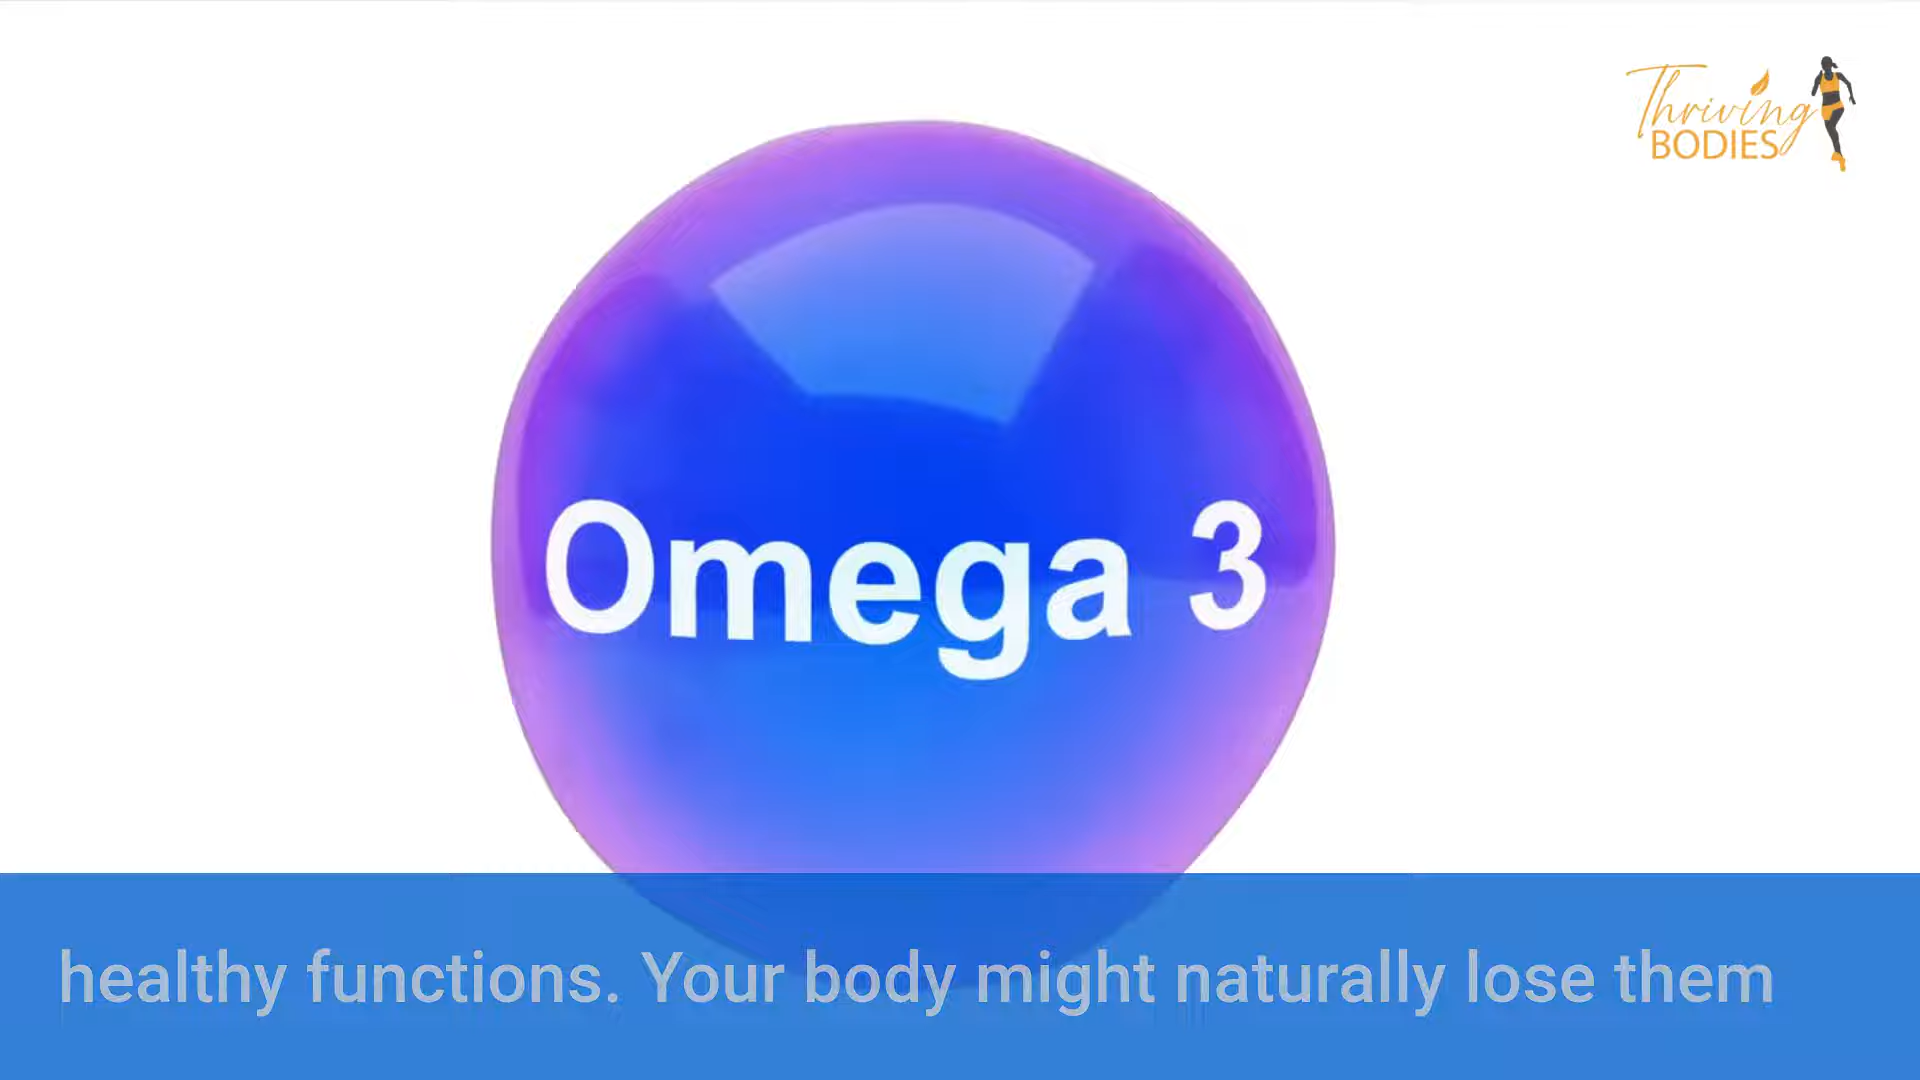 Thriving
BODIES
Omega 3
healthy functions. Your body might naturally lose them